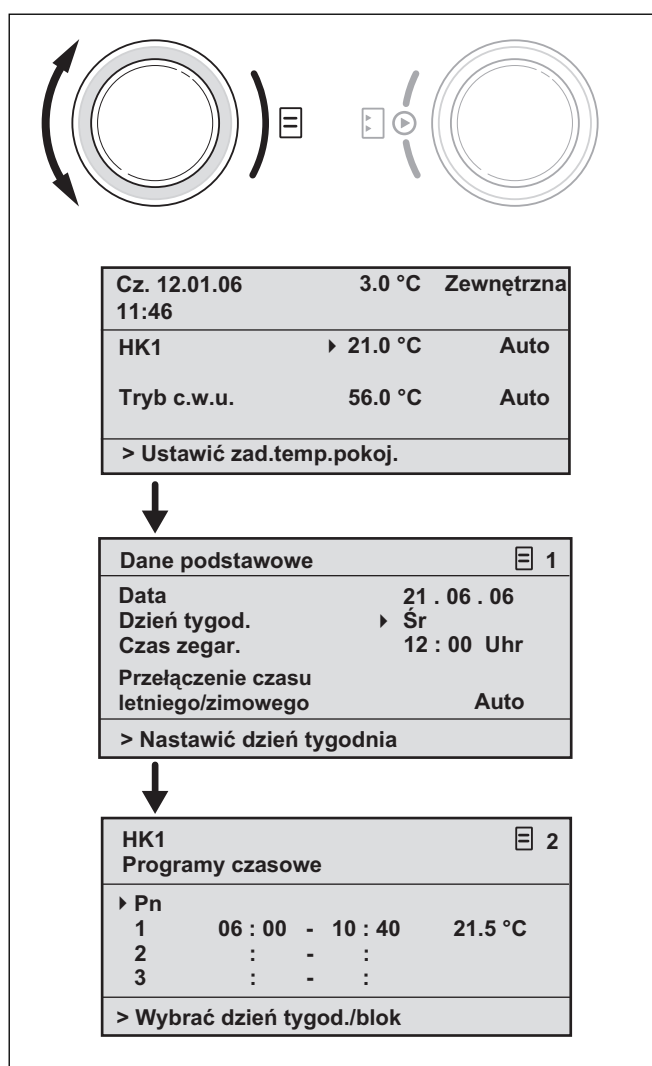 Cz. 12.01.06 3.0 °C Zewnętrzna
11:46
HK1 21.0 °C Auto
Tryb c.w.u. 56.0 °C Auto
> Ustawić zad.temp.pokoj.
Dane podstawowe 1
Data 21 . 06 . 06
Dzień tygod. Śr
Czas zegar. 12 : 00 Uhr
Przełączenie czasu
letniego/zimowego Auto
> Nastawić dzień tygodnia
HK1 2
Programy czasowe
Pn
1 06 : 00 - 10 : 40 21.5 °C
2 : - :
3 : - :
> Wybrać dzień tygod./blok